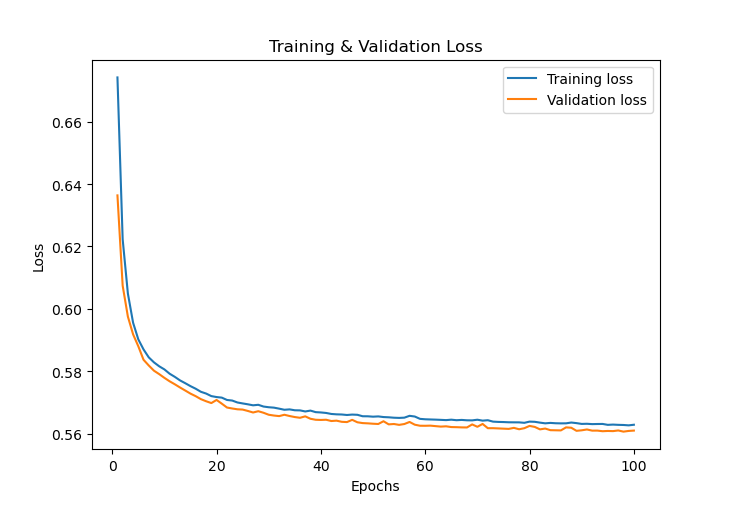 Training & Validation Loss
Training loss
Validation loss
0.66
0.64
0.62
0.60
0.58
0.56
Loss
0 20 40 60 80 100
Epochs